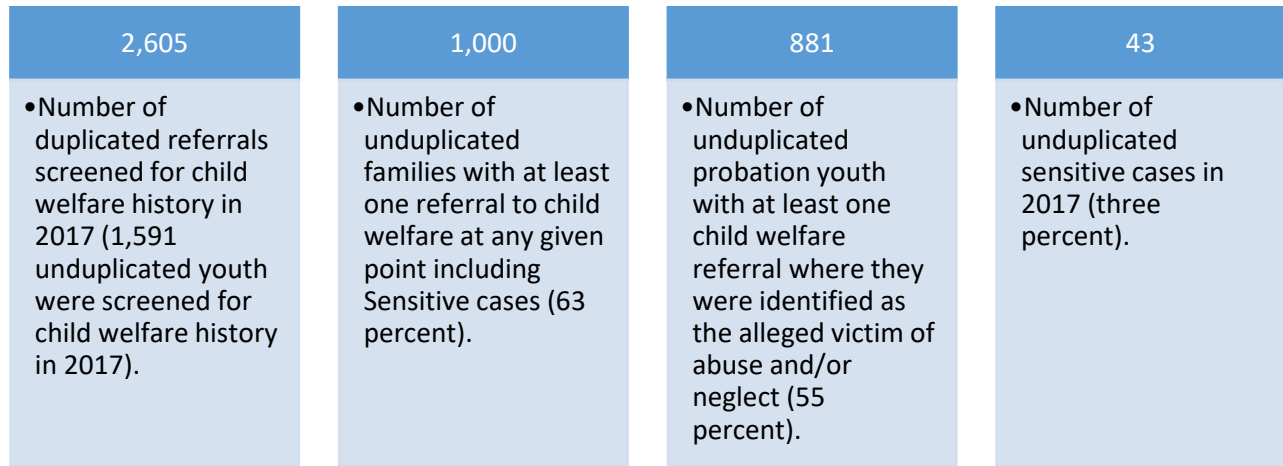 2,605
•Number of
duplicated referrals
screened for child
welfare history in
2017 (1,591
unduplicated youth
were screened for
child welfare history
in 2017).
1,000
•Number of
unduplicated
families with at least
one referral to child
welfare at any given
point including
Sensitive cases (63
percent).
881
•Number of
unduplicated
probation youth
with at least one
child welfare
referral where they
were identified as
the alleged victim of
abuse and/or
neglect (55
percent).
43
•Number of
unduplicated
sensitive cases in
2017 (three
percent).